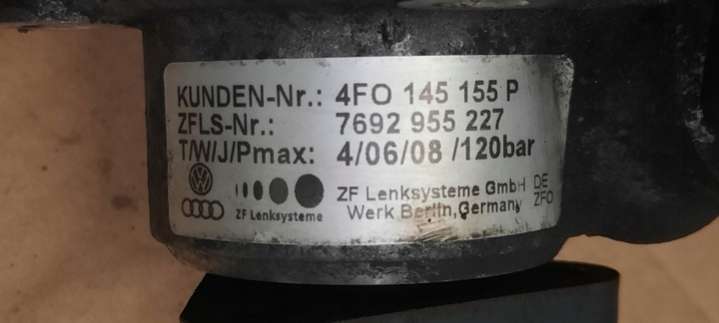 KUNDEN-Nr.: 4FO 145 155 P
ZFLS-Nr.: 7692 955 227
T/W/J/Pmax: 4/06/08 /120bar
ZF Lenksysteme
ZF Lenksysteme GmbH DE
Werk Berlin,Germany ZFO